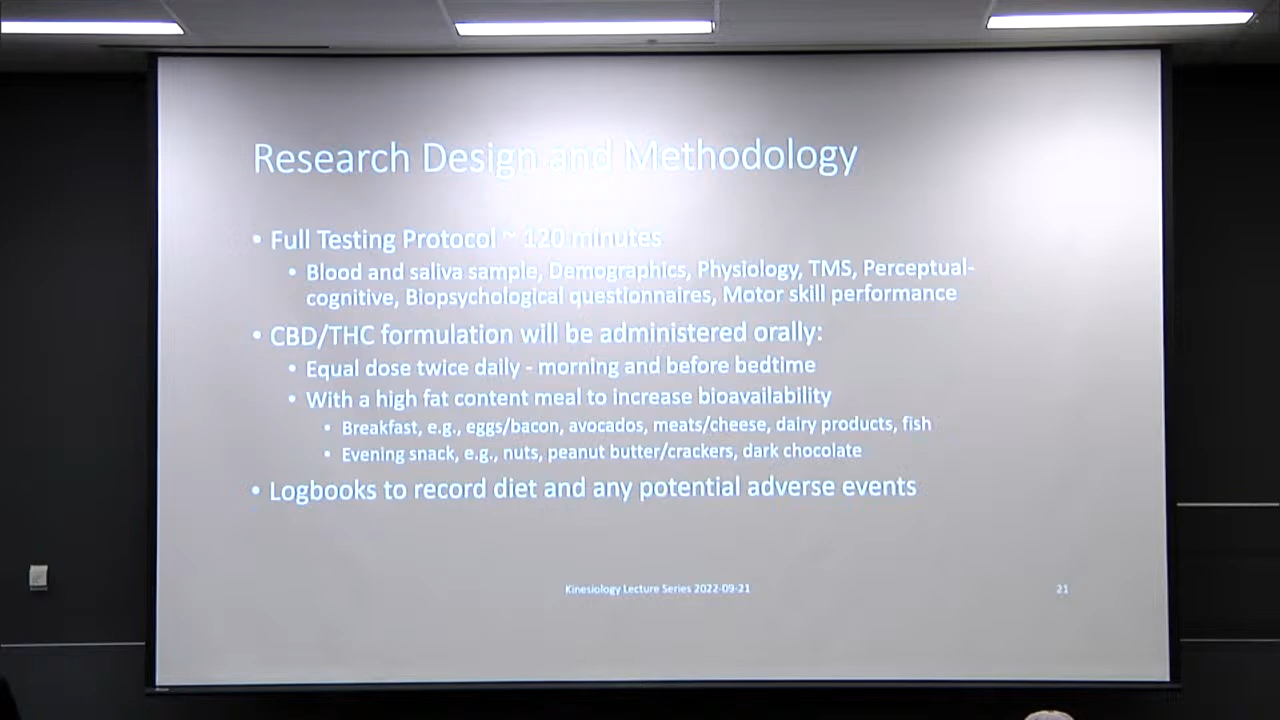 Research Design and Methodology
• Full Testing Protocol ~ 120 minutes
• Blood and saliva sample, Demographics, Physiology, TMS, Perceptual-
cognitive, Biopsychological questionnaires, Motor skill performance
• CBD/THC formulation will be administered orally:
• Equal dose twice daily - morning and before bedtime
• With a high fat content meal to increase bioavailability
• Breakfast, e.g., eggs/bacon, avocados, meats/cheese, dairy products, fish
• Evening snack, e.g., nuts, peanut butter/crackers, dark chocolate
• Logbooks to record diet and any potential adverse events
Kinesiology Lecture Series 2022-09-21
21